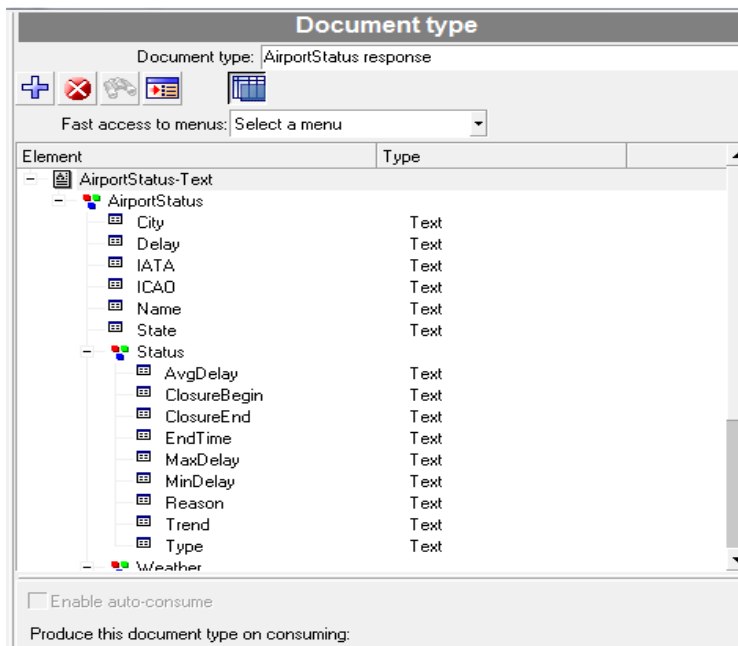 Document type
Document type: AirportStatus response
Fast access to menus: Select a menu
Element Type
AirportStatus-Text
AirportStatus
City Text
Delay Text
IATA Text
ICAO Text
Name Text
State Text
Status
AvgDelay Text
ClosureBegin Text
ClosureEnd Text
EndTime Text
MaxDelay Text
MinDelay Text
Reason Text
Trend Text
Type Text
Weather
Enable auto-consume
Produce this document type on consuming: